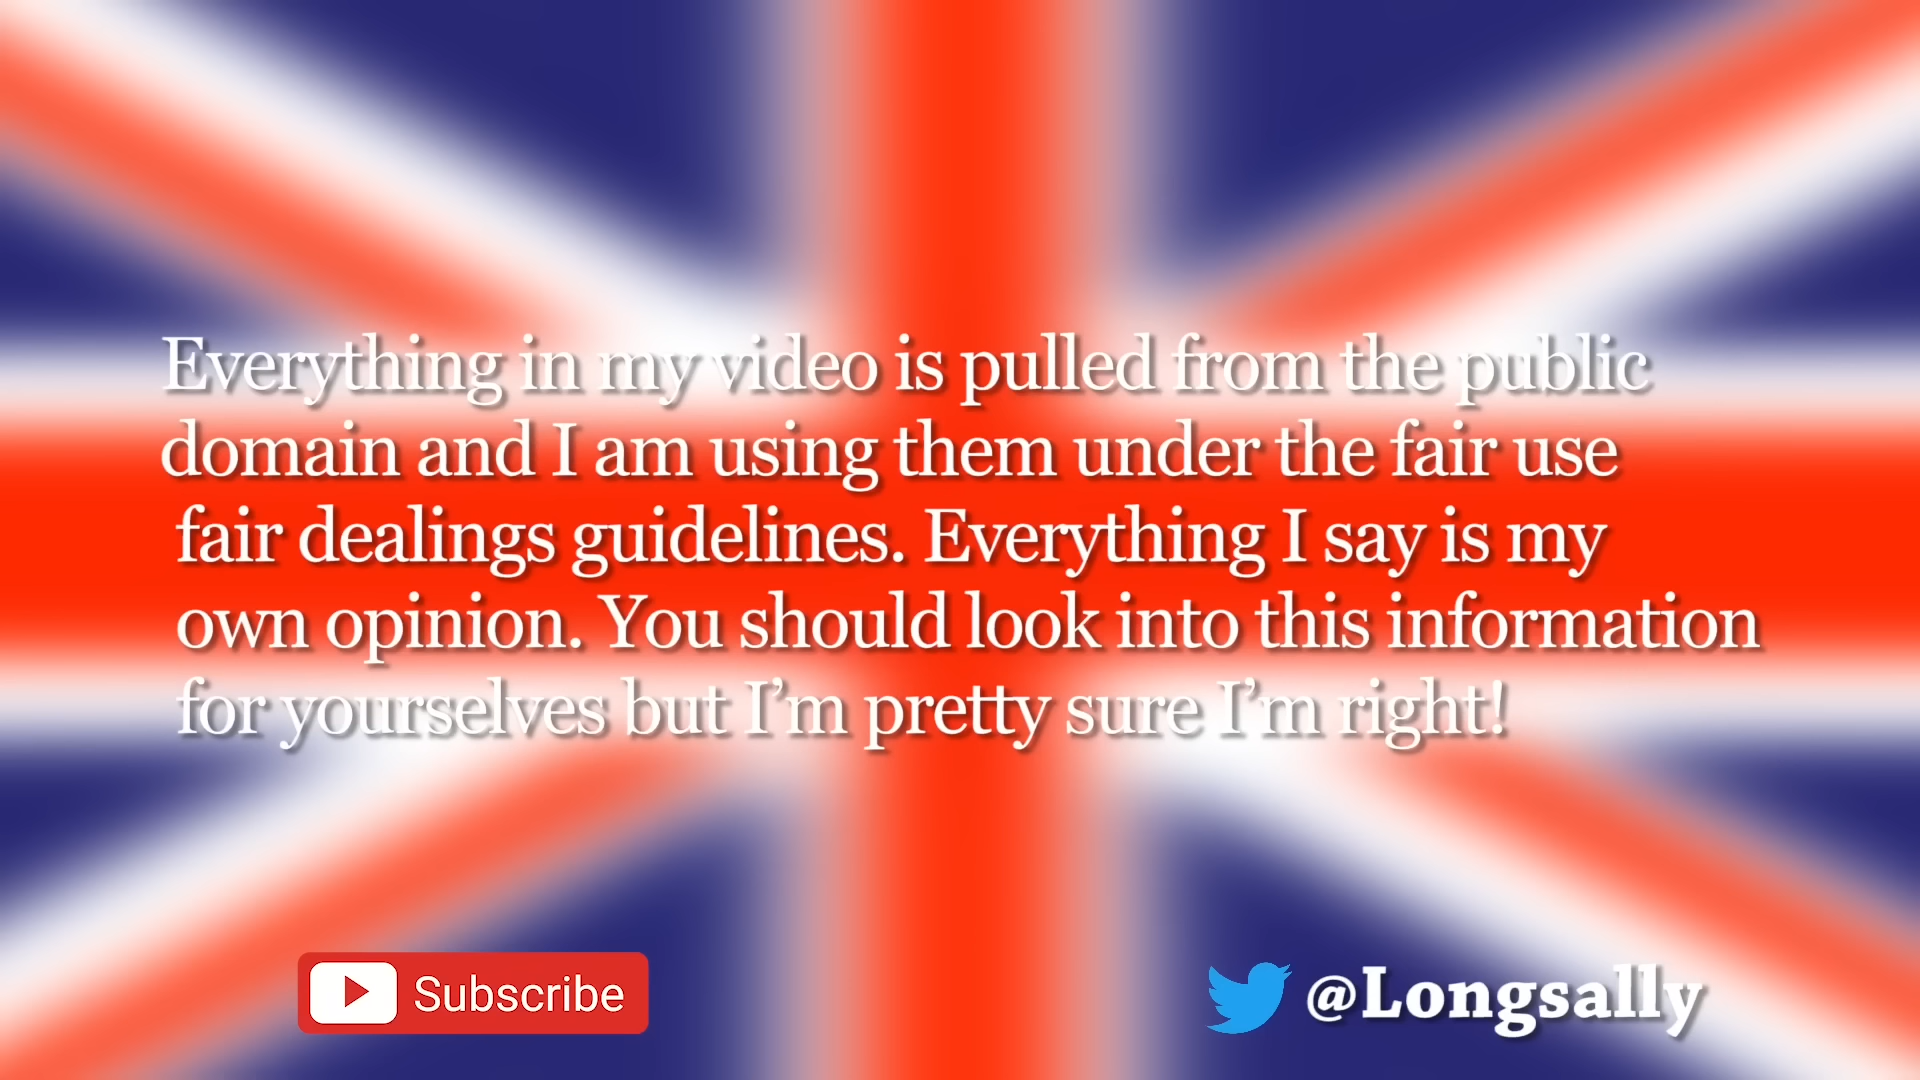 Everything in my video is pulled from the public
domain and I am using them under the fair use
fair dealings guidelines. Everything I say is my
own opinion. You should look into this information
for yourselves but I’m pretty sure I’m right!
Subscribe
@Longsally